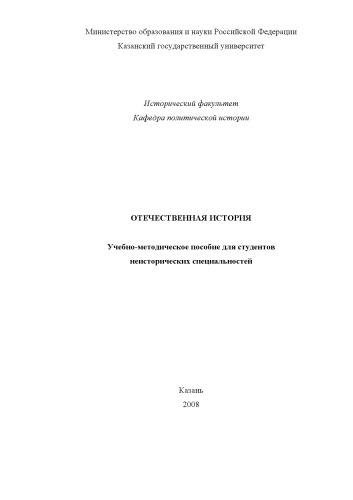 Министерство образования и науки Российской Федерации
Казанский государственный университет
Исторический факультет
Кафедра политической истории
ОТЕЧЕСТВЕННАЯ ИСТОРИЯ
Учебно-методическое пособие для студентов
неисторических специальностей
Казань
2008